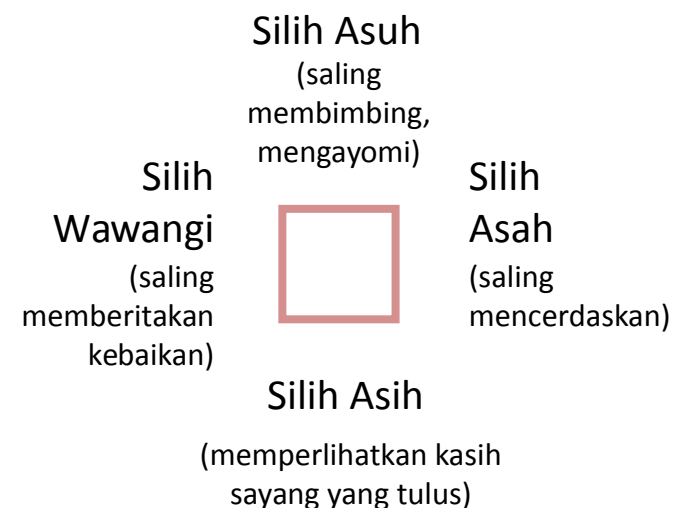 Silih Asuh
(saling
membimbing,
mengayomi)
Silih
Wawangi
(saling
memberitakan
kebaikan)
Silih
Asah
(saling
mencerdaskan)
Silih Asih
(memperlihatkan kasih
sayang yang tulus)